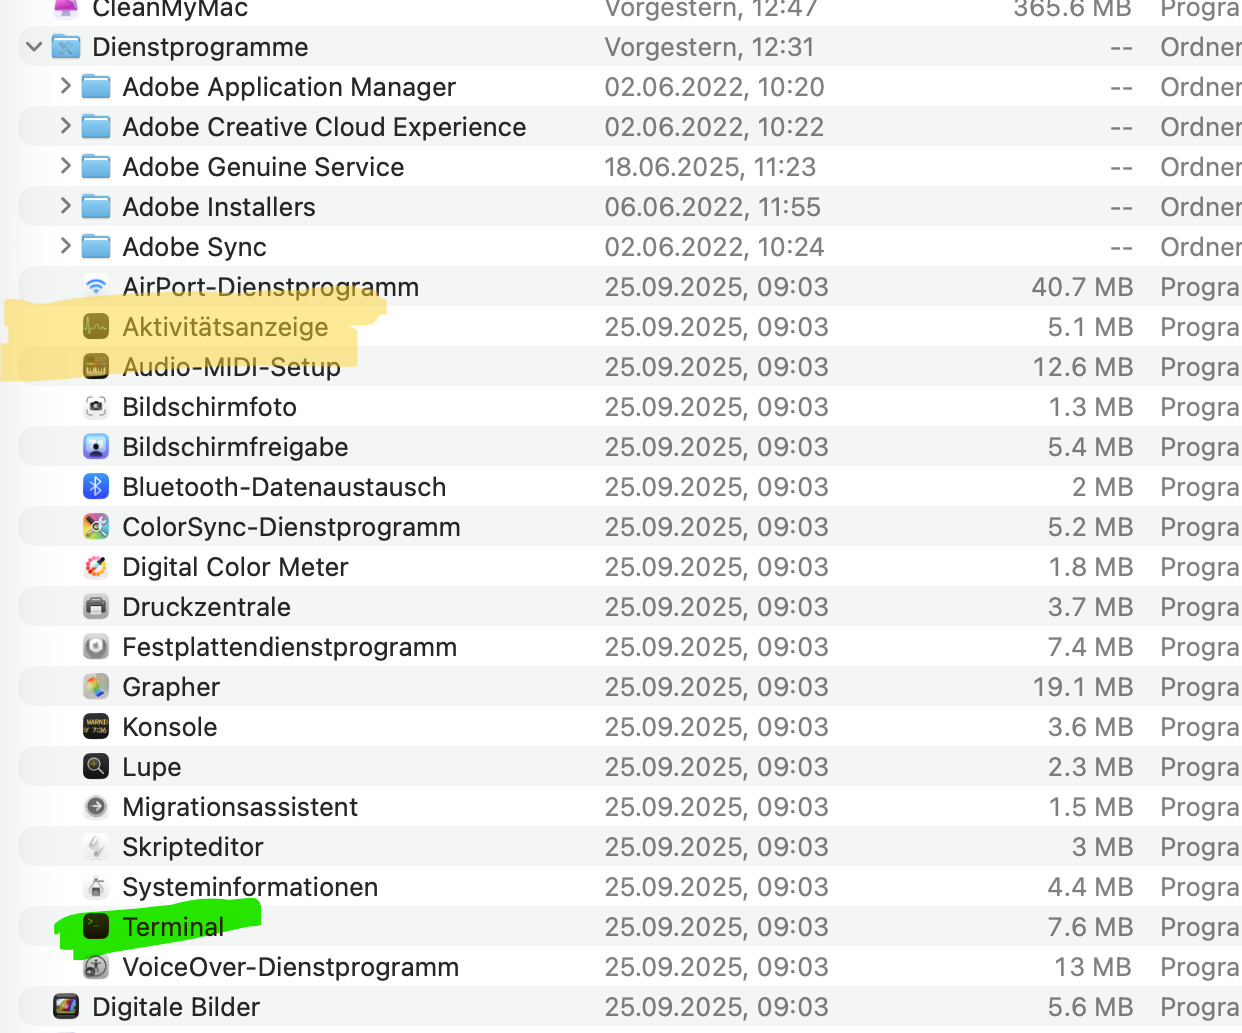 CleanMyMac Vorgestern, 12:47 365.6 MB Progra
Dienstprogramme Vorgestern, 12:31 -- Ordner
Adobe Application Manager 02.06.2022, 10:20 -- Ordner
Adobe Creative Cloud Experience 02.06.2022, 10:22 -- Ordner
Adobe Genuine Service 18.06.2025, 11:23 -- Ordner
Adobe Installers 06.06.2022, 11:55 -- Ordner
Adobe Sync 02.06.2022, 10:24 -- Ordner
AirPort-Dienstprogramm 25.09.2025, 09:03 40.7 MB Progra
Aktivitätsanzeige 25.09.2025, 09:03 5.1 MB Progra
Audio-MIDI-Setup 25.09.2025, 09:03 12.6 MB Progra
Bildschirmfoto 25.09.2025, 09:03 1.3 MB Progra
Bildschirmfreigabe 25.09.2025, 09:03 5.4 MB Progra
Bluetooth-Datenaustausch 25.09.2025, 09:03 2 MB Progra
ColorSync-Dienstprogramm 25.09.2025, 09:03 5.2 MB Progra
Digital Color Meter 25.09.2025, 09:03 1.8 MB Progra
Druckzentrale 25.09.2025, 09:03 3.7 MB Progra
Festplattendienstprogramm 25.09.2025, 09:03 7.4 MB Progra
Grapher 25.09.2025, 09:03 19.1 MB Progra
Konsole 25.09.2025, 09:03 3.6 MB Progra
Lupe 25.09.2025, 09:03 2.3 MB Progra
Migrationsassistent 25.09.2025, 09:03 1.5 MB Progra
Skripteditor 25.09.2025, 09:03 3 MB Progra
Systeminformationen 25.09.2025, 09:03 4.4 MB Progra
Terminal 25.09.2025, 09:03 7.6 MB Progra
VoiceOver-Dienstprogramm 25.09.2025, 09:03 13 MB Progra
Digitale Bilder 25.09.2025, 09:03 5.6 MB Progra